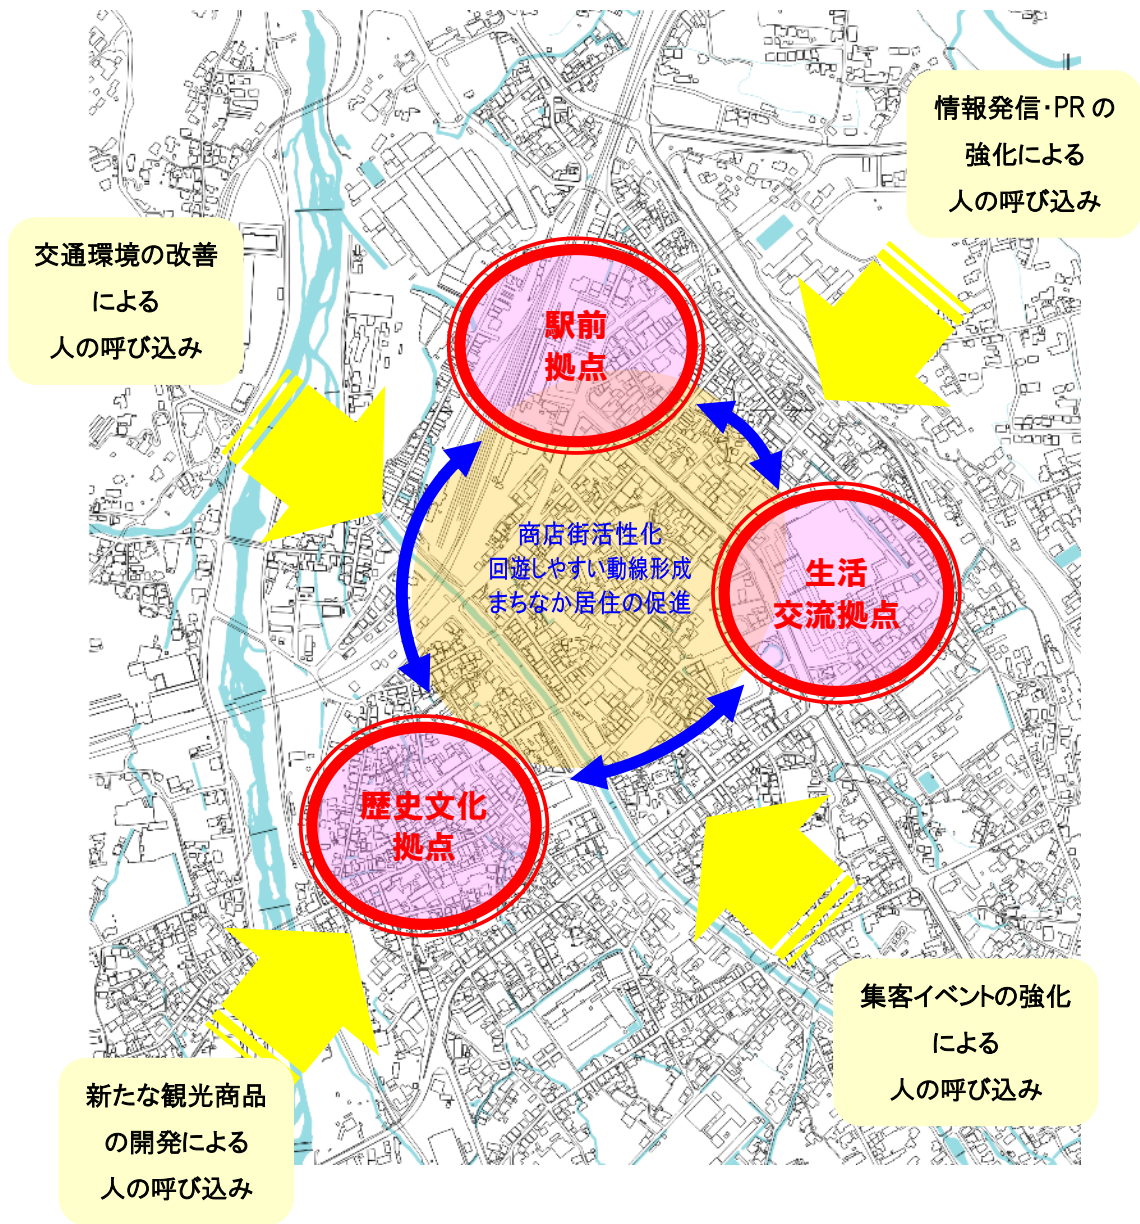 情報発信・PRの
強化による
人の呼び込み
交通環境の改善
による
人の呼び込み
駅前
拠点
商店街活性化
回遊しやすい動線形成
まちなか居住の促進
生活
交流拠点
歴史文化
拠点
集客イベントの強化
による
人の呼び込み
新たな観光商品
の開発による
人の呼び込み